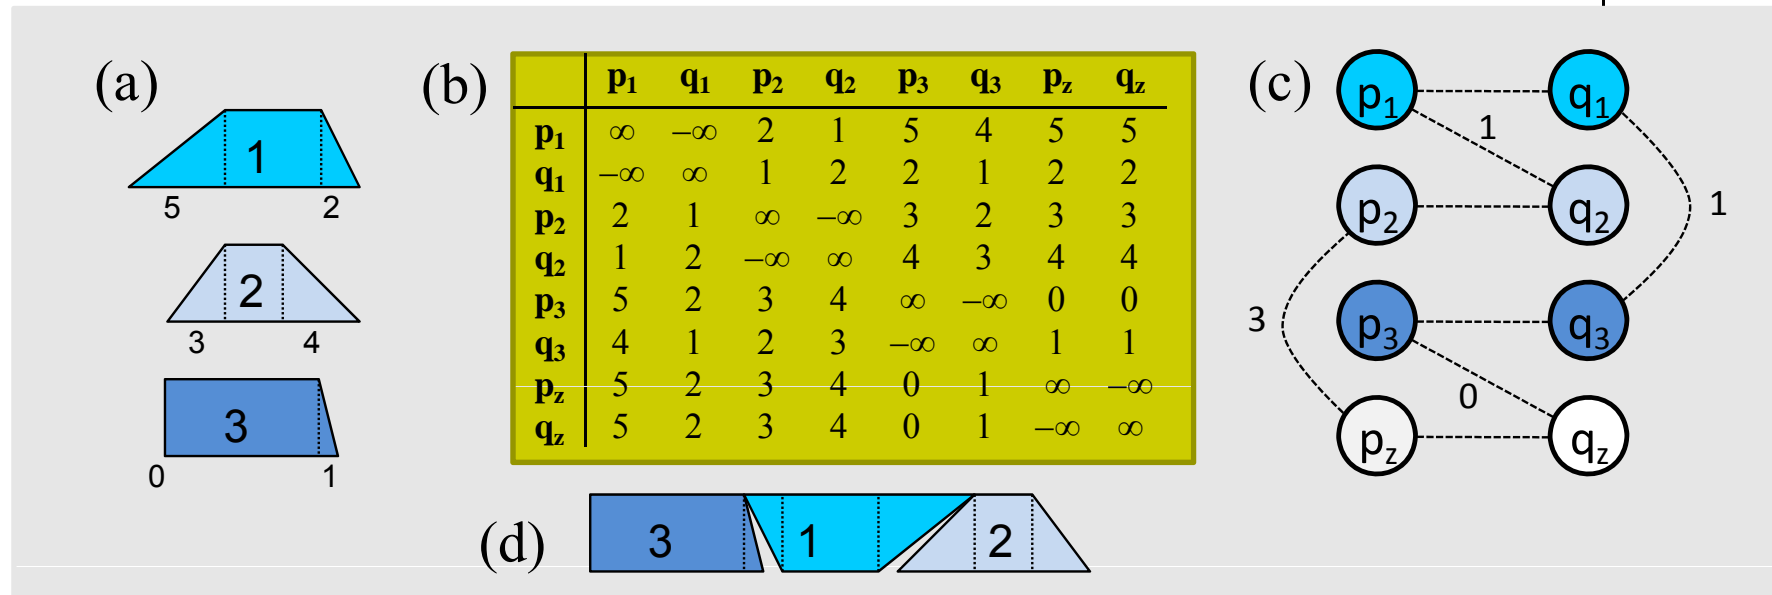 (a)
1
5 2
2
3 4
3
0 1
(b)
p1 q1 p2 q2 p3 q3 pz qz
p1 ∞ −∞ 2 1 5 4 5 5
q1 −∞ ∞ 1 2 2 1 2 2
p2 2 1 ∞ −∞ 3 2 3 3
q2 1 2 −∞ ∞ 4 3 4 4
p3 5 2 3 4 ∞ −∞ 0 0
q3 4 1 2 3 −∞ ∞ 1 1
pz 5 2 3 4 0 1 ∞ −∞
qz 5 2 3 4 0 1 −∞ ∞
(c)
p1 q1
1
p2 q2
1
3
p3 q3
0
pz qz
(d)
3 1 2